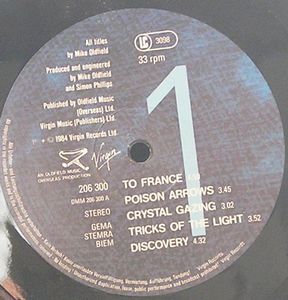 All titles
by Mike Oldfield
LC 3098
33 rpm
Produced and engineered
by Mike Oldfield
and Simon Phillips
Published by Oldfield Music
(Overseas) Ltd.
Virgin Music (Publishers) Ltd.
℗ © 1984 Virgin Records Ltd.
1
AN OLDFIELD MUSIC
OVERSEAS PRODUCTION
Virgin
206 300
DMM 206 300 A
STEREO
GEMA
STEMRA
BIEM
TO FRANCE
POISON ARROWS 3.45
CRYSTAL GAZING 3.02
TRICKS OF THE LIGHT 3.52
DISCOVERY 4.32